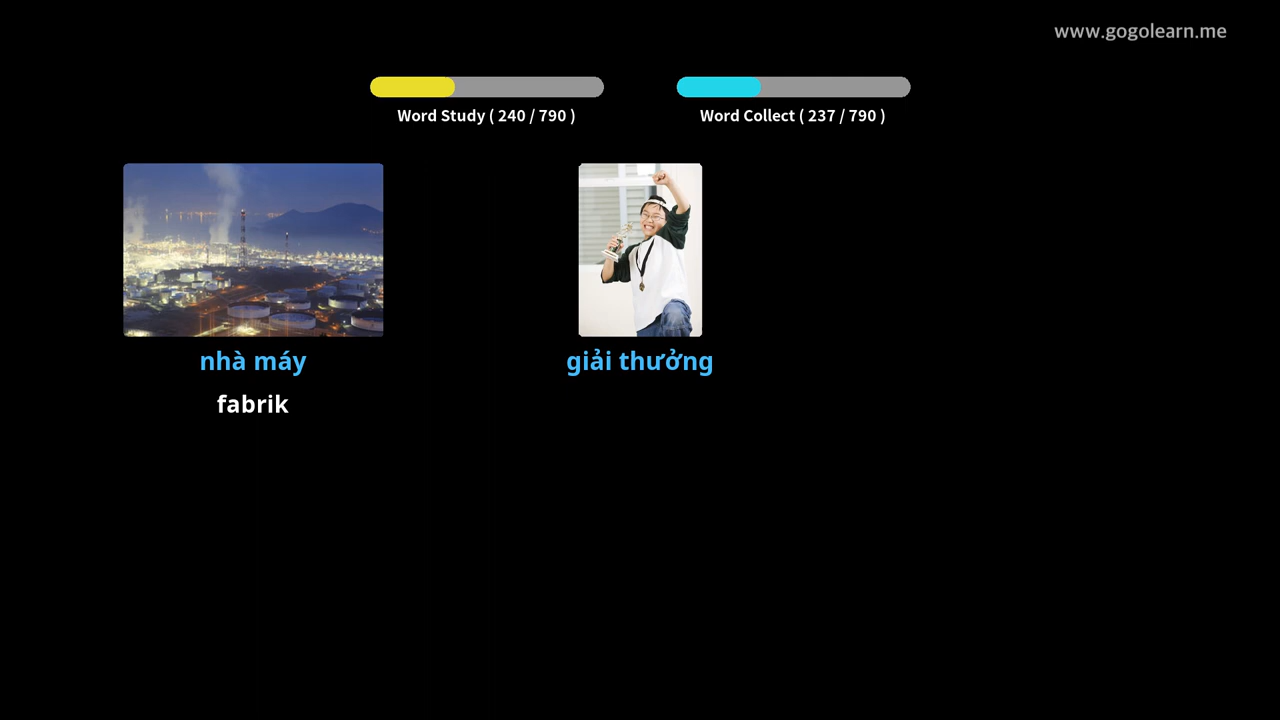 www.gogolearn.me
Word Study ( 240 / 790 )
Word Collect ( 237 / 790 )
nhà máy
giải thưởng
fabrik